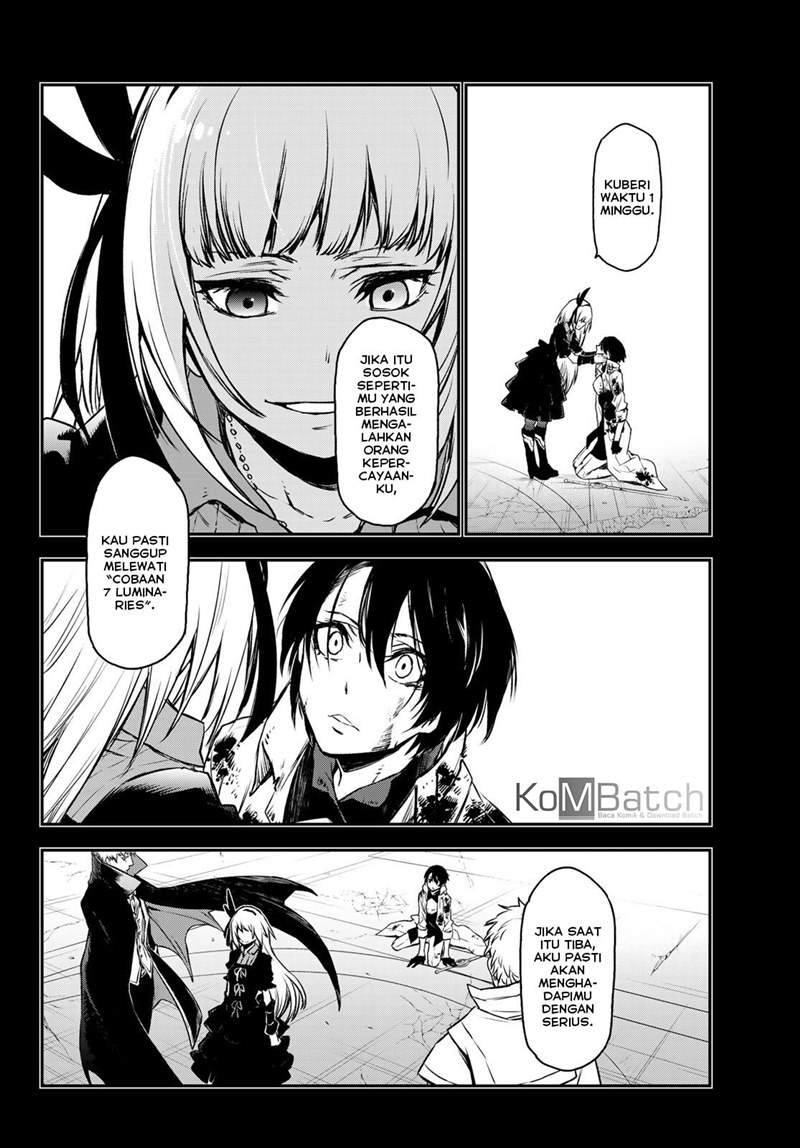 KUBERI
WAKTU 1
MINGGU.
JIKA ITU
SOSOK
SEPERTI-
MU YANG
BERHASIL
MENGA-
LAHKAN
ORANG
KEPER-
CAYAAN-
KU,
KAU PASTI
SANGGUP
MELEWATI
"COBAAN
7 LUMINA-
RIES".
KoMBatch
Baca Komik & Download Batch
JIKA SAAT
ITU TIBA,
AKU PASTI
AKAN
MENGHA-
DAPIMU
DENGAN
SERIUS.